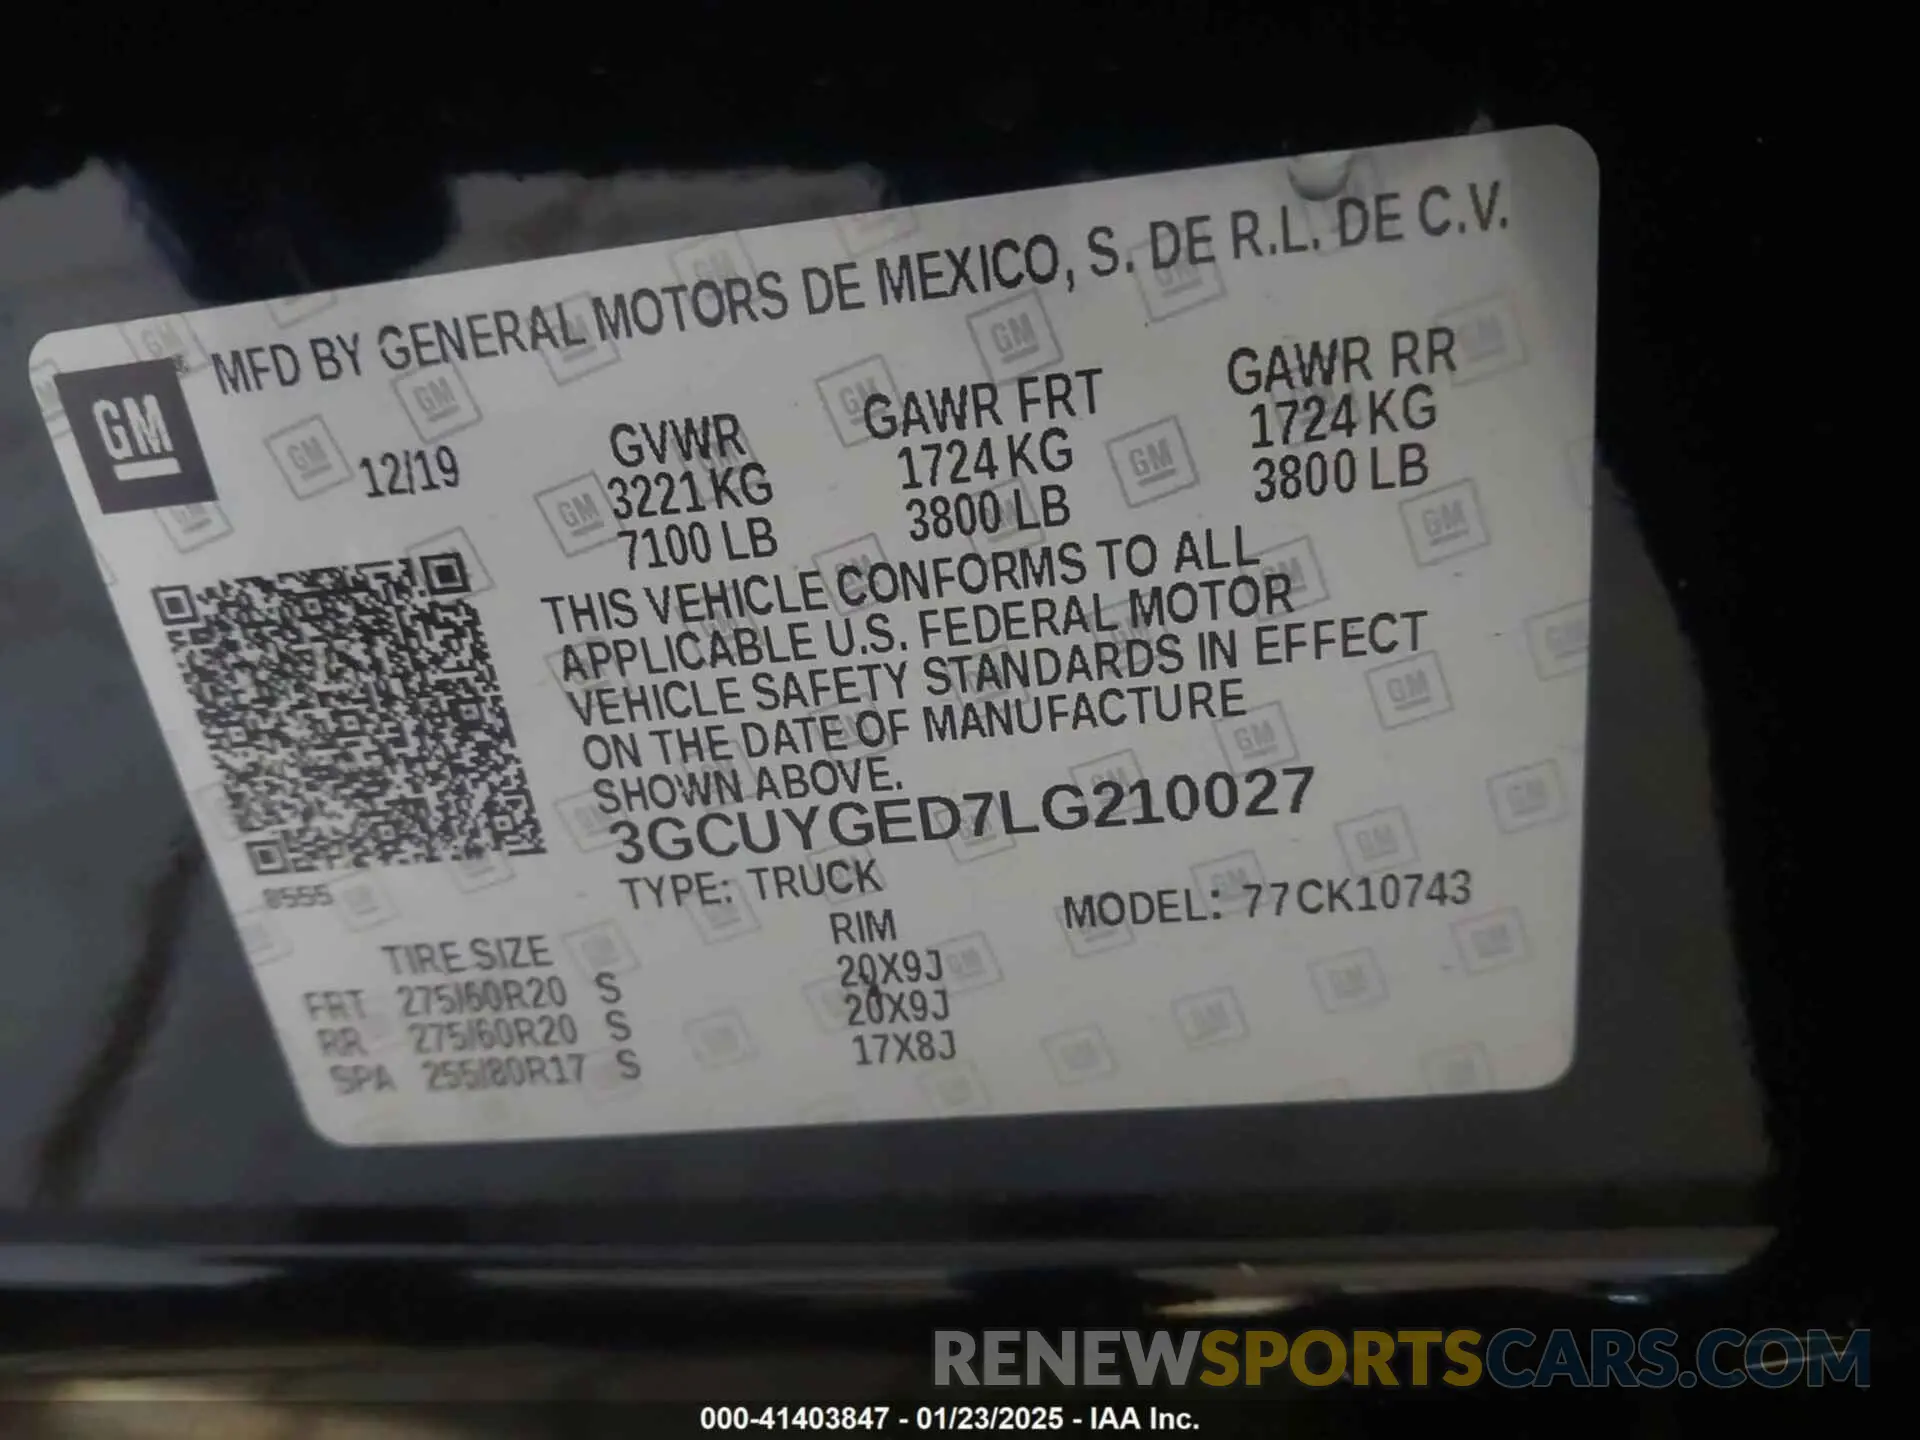 MFD BY GENERAL MOTORS DE MEXICO, S. DE R.L. DE C.V.
GM
12/19
GVWR GAWR FRT GAWR RR
3221 KG 1724 KG 1724 KG
7100 LB 3800 LB 3800 LB
THIS VEHICLE CONFORMS TO ALL
APPLICABLE U.S. FEDERAL MOTOR
VEHICLE SAFETY STANDARDS IN EFFECT
ON THE DATE OF MANUFACTURE
SHOWN ABOVE.
3GCUYGED7LG210027
8555
TYPE: TRUCK MODEL: 77CK10743
TIRE SIZE RIM
FRT 275/60R20 S 20X9J
RR 275/60R20 S 20X9J
SPA 255/80R17 S 17X8J
RENEWSPORTSCARS.COM
000-41403847 - 01/23/2025 - IAA Inc.